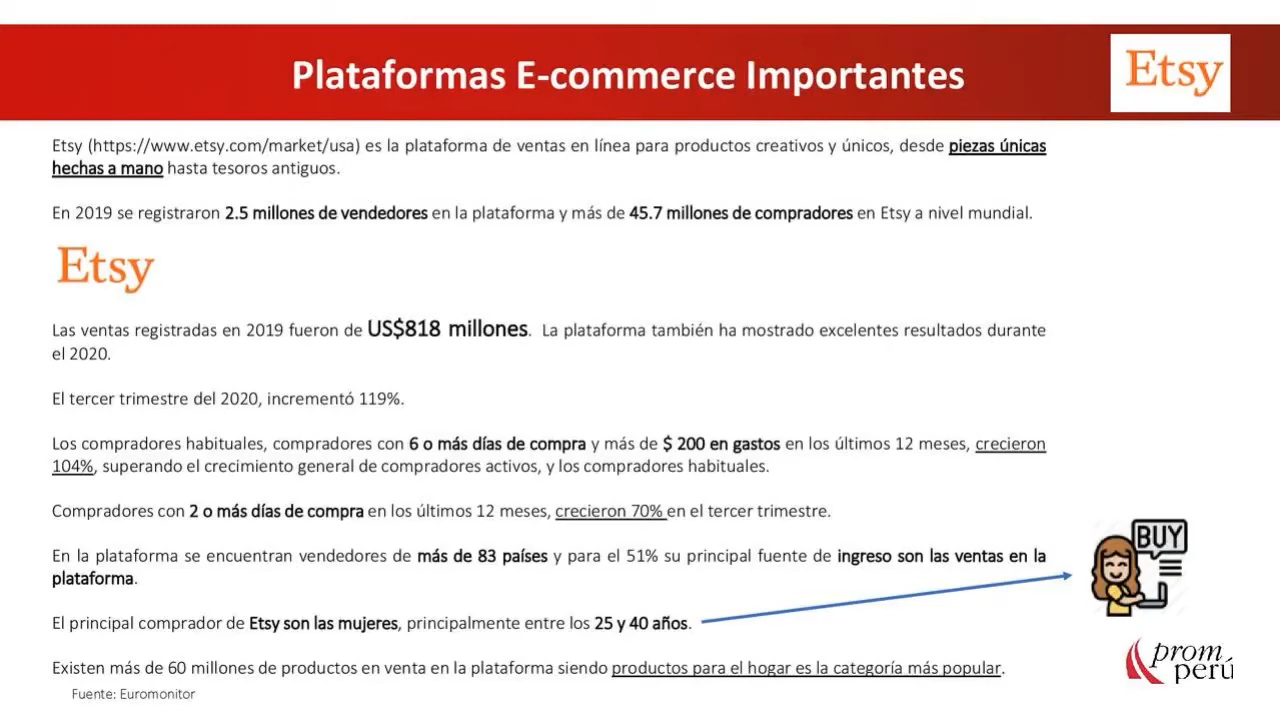 Plataformas E-commerce Importantes
Etsy
Etsy (https://www.etsy.com/market/usa) es la plataforma de ventas en línea para productos creativos y únicos, desde piezas únicas
hechas a mano hasta tesoros antiguos.
En 2019 se registraron 2.5 millones de vendedores en la plataforma y más de 45.7 millones de compradores en Etsy a nivel mundial.
Etsy
Las ventas registradas en 2019 fueron de US$818 millones. La plataforma también ha mostrado excelentes resultados durante
el 2020.
El tercer trimestre del 2020, incrementó 119%.
Los compradores habituales, compradores con 6 o más días de compra y más de $ 200 en gastos en los últimos 12 meses, crecieron
104%, superando el crecimiento general de compradores activos, y los compradores habituales.
Compradores con 2 o más días de compra en los últimos 12 meses, crecieron 70% en el tercer trimestre.
En la plataforma se encuentran vendedores de más de 83 países y para el 51% su principal fuente de ingreso son las ventas en la
plataforma.
BUY
El principal comprador de Etsy son las mujeres, principalmente entre los 25 y 40 años.
Existen más de 60 millones de productos en venta en la plataforma siendo productos para el hogar es la categoría más popular.
prom
perú
Fuente: Euromonitor